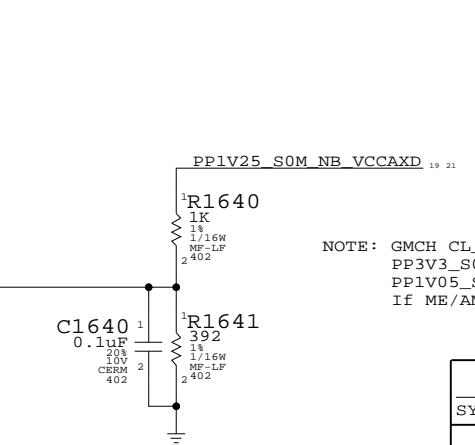 PP1V25_S0M_NB_VCCAXD 19 21
1 R1640
1K
1%
1/16W
MF-LF
2 402
NOTE: GMCH CL_
PP3V3_S
PP1V05_S
If ME/A
C1640 1
0.1uF
20%
10V
CERM 2
402
1 R1641
392
1%
1/16W
MF-LF
2 402
SY